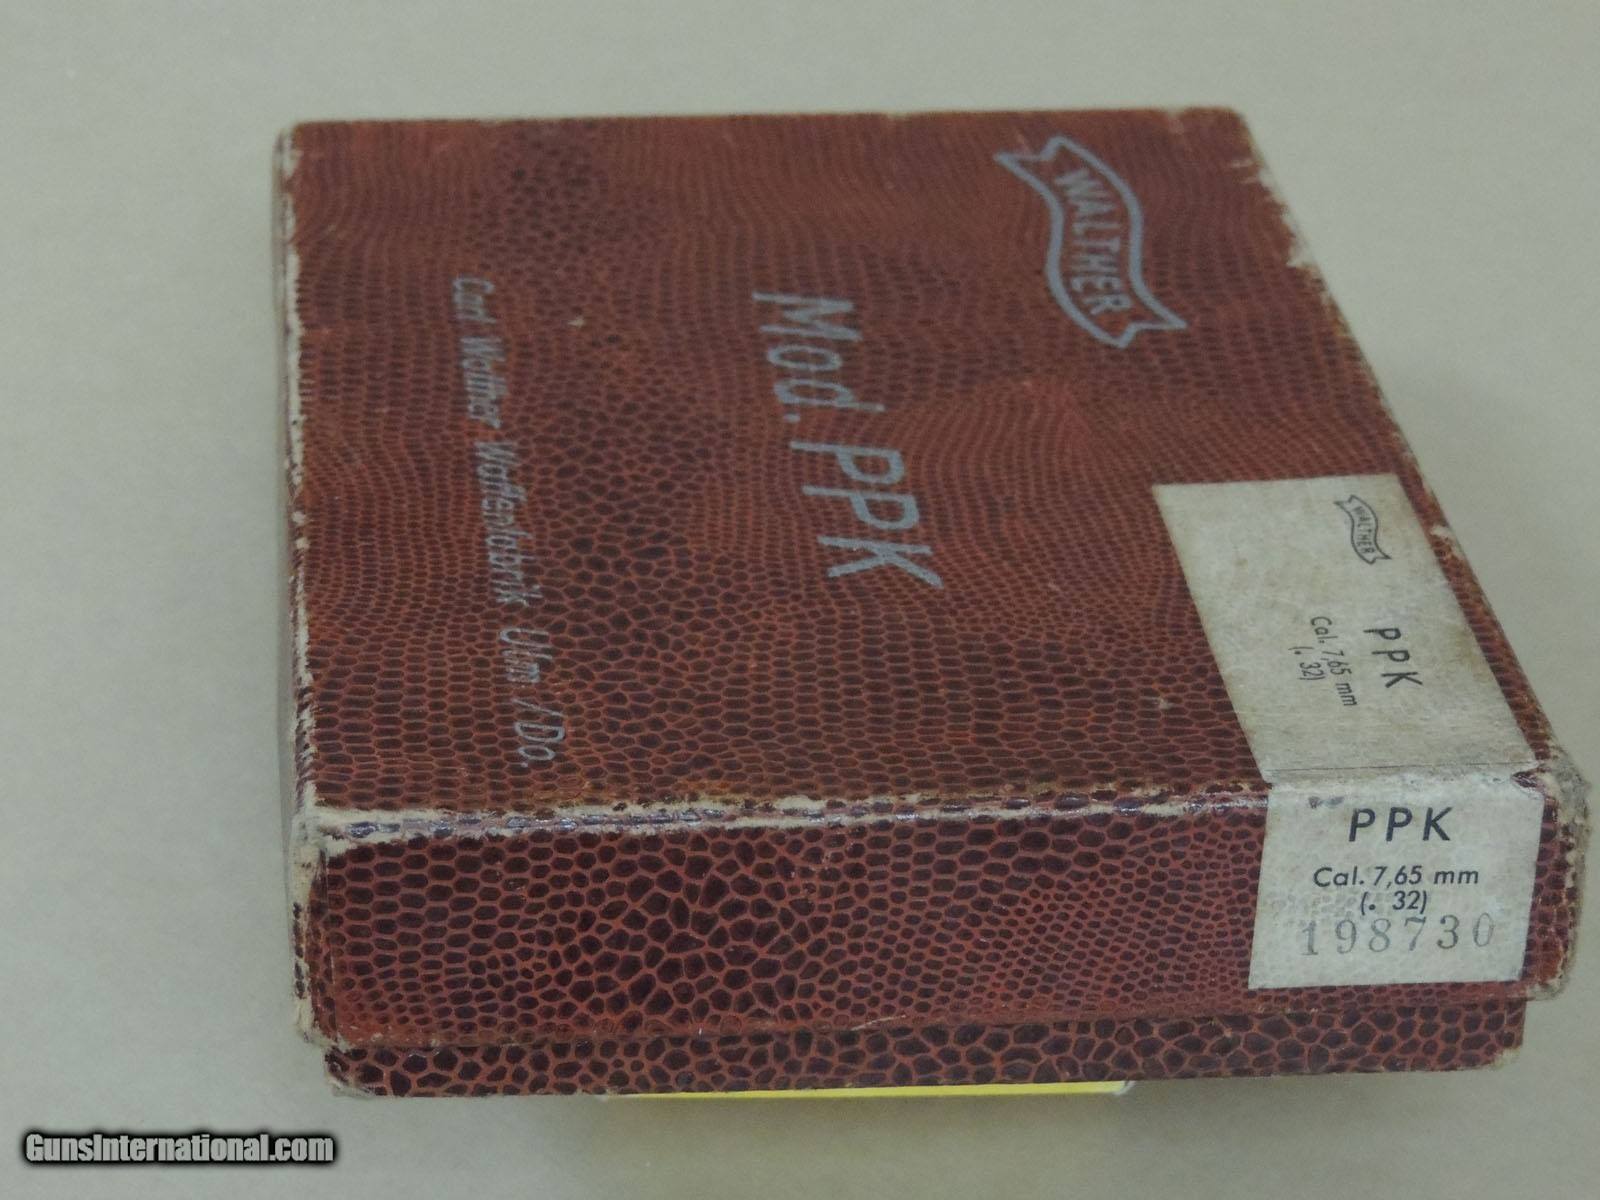 WALTHER
Mod. PPK
Carl Walther Waffenfabrik Ulm/Do.
WALTHER
PPK
Cal. 7,65 mm
(. 32)
PPK
Cal. 7,65 mm
(. 32)
198730
GunsInternational.com